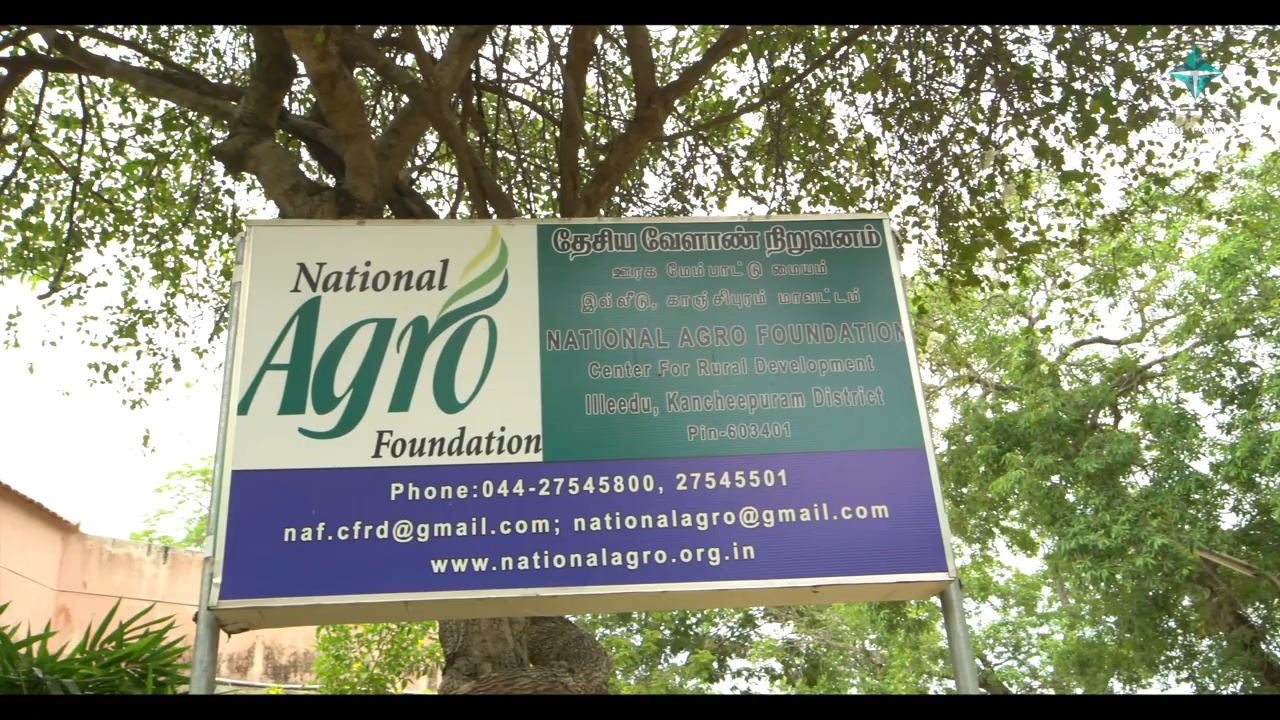 National
Agro
Foundation
தேசிய வேளாண் நிறுவனம்
ஊரக மேம்பாட்டு மையம்
இல்லீடு, காஞ்சிபுரம் மாவட்டம்
NATIONAL AGRO FOUNDATION
Center For Rural Development
Illeedu, Kancheepuram District
Pin-603401
Phone:044-27545800, 27545501
naf.cfrd@gmail.com; nationalagro@gmail.com
www.nationalagro.org.in
COMPANY